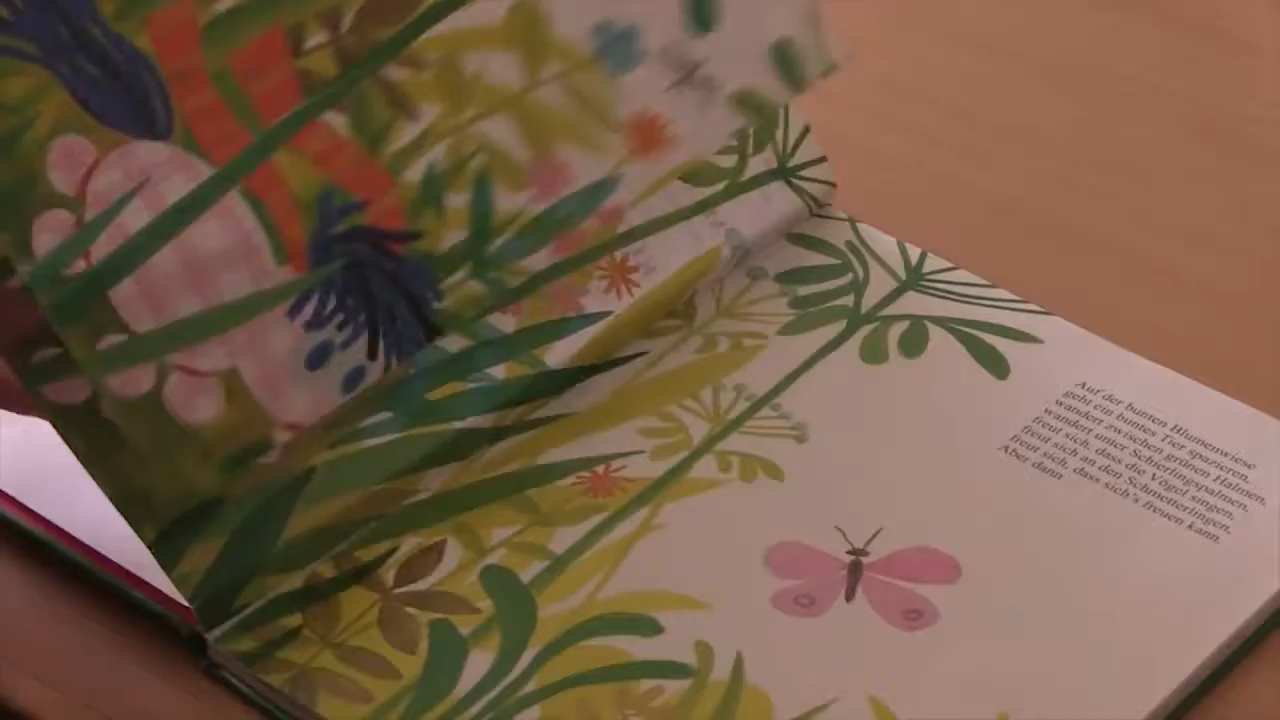 Auf der bunten Blumenwiese
geht ein buntes Tier spazieren,
wandert zwischen grünen Halmen,
wandert unter Schierlingspalmen,
freut sich, dass die Vögel singen,
freut sich an den Schmetterlingen,
freut sich, dass sich's freuen kann.
Aber dann